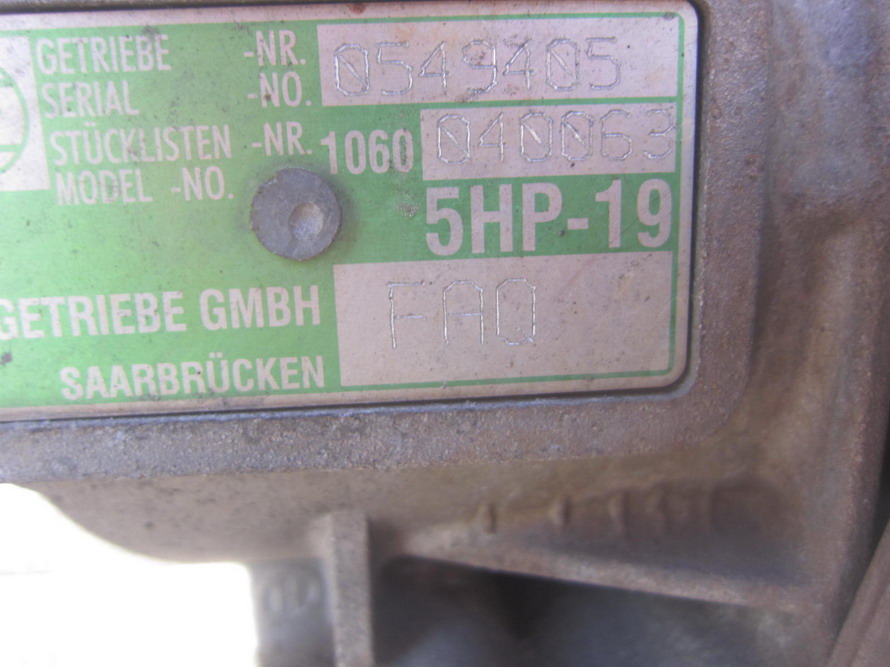 GETRIEBE -NR. 0549405
SERIAL -NO.
STÜCKLISTEN -NR. 1060 040063
MODEL -NO.
5HP-19
GETRIEBE GMBH FAQ
SAARBRÜCKEN